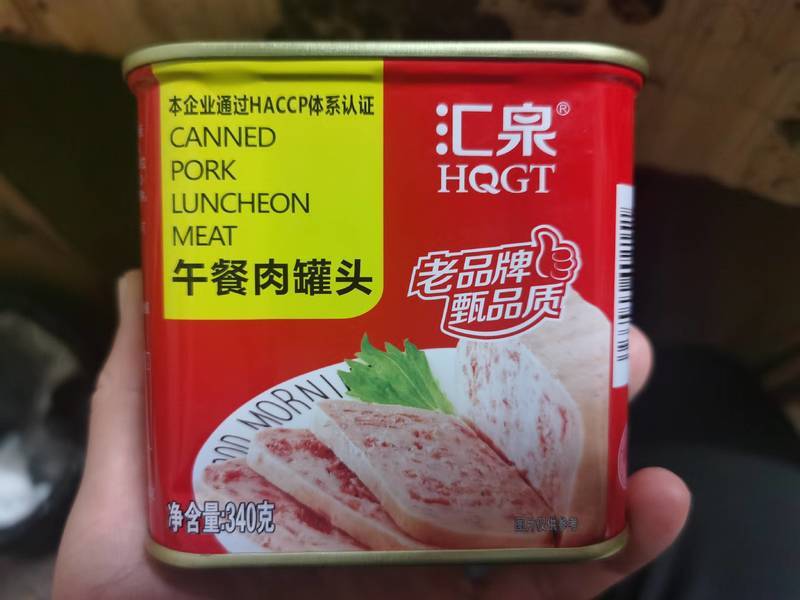 本企业通过HACCP体系认证
CANNED
PORK
LUNCHEON
MEAT
午餐肉罐头
汇泉®
HQGT
老品牌
甄品质
OOD MORNI
净含量:340克
图片仅供参考